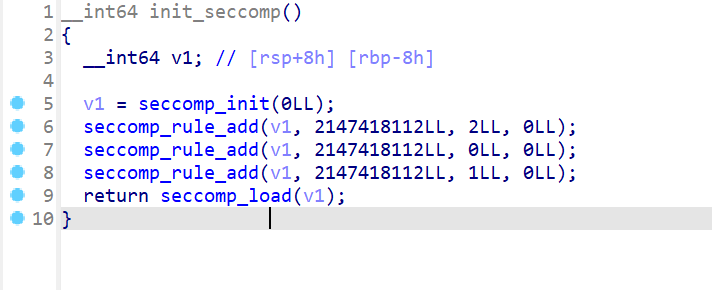 1 __int64 init_seccomp()
2 {
3   __int64 v1; // [rsp+8h] [rbp-8h]
4
5   v1 = seccomp_init(0LL);
6   seccomp_rule_add(v1, 2147418112LL, 2LL, 0LL);
7   seccomp_rule_add(v1, 2147418112LL, 0LL, 0LL);
8   seccomp_rule_add(v1, 2147418112LL, 1LL, 0LL);
9   return seccomp_load(v1);
10 }